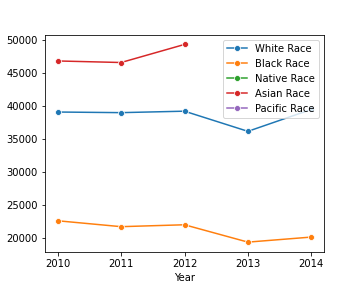 50000
45000
40000
35000
30000
25000
20000
2010
2011
2012
2013
2014
Year
White Race
Black Race
Native Race
Asian Race
Pacific Race